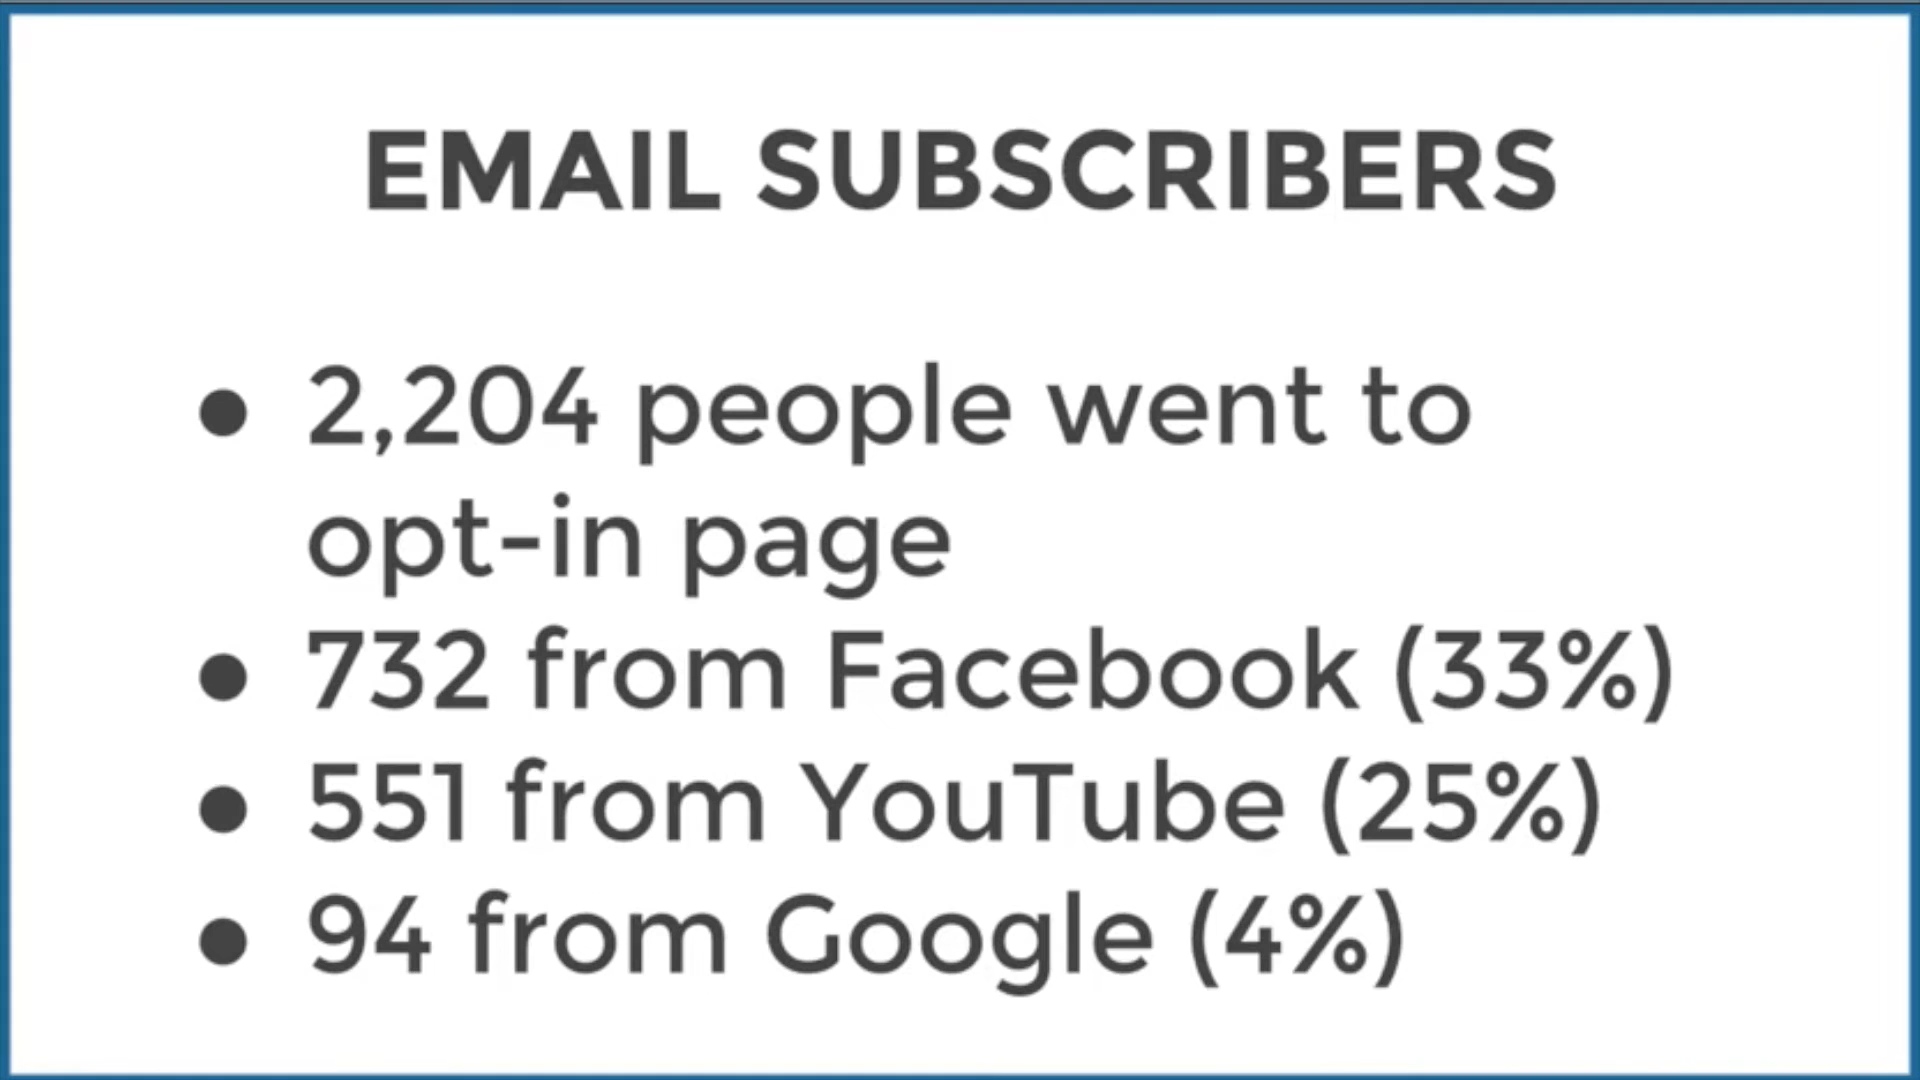 EMAIL SUBSCRIBERS
● 2,204 people went to
opt-in page
● 732 from Facebook (33%)
● 551 from YouTube (25%)
● 94 from Google (4%)